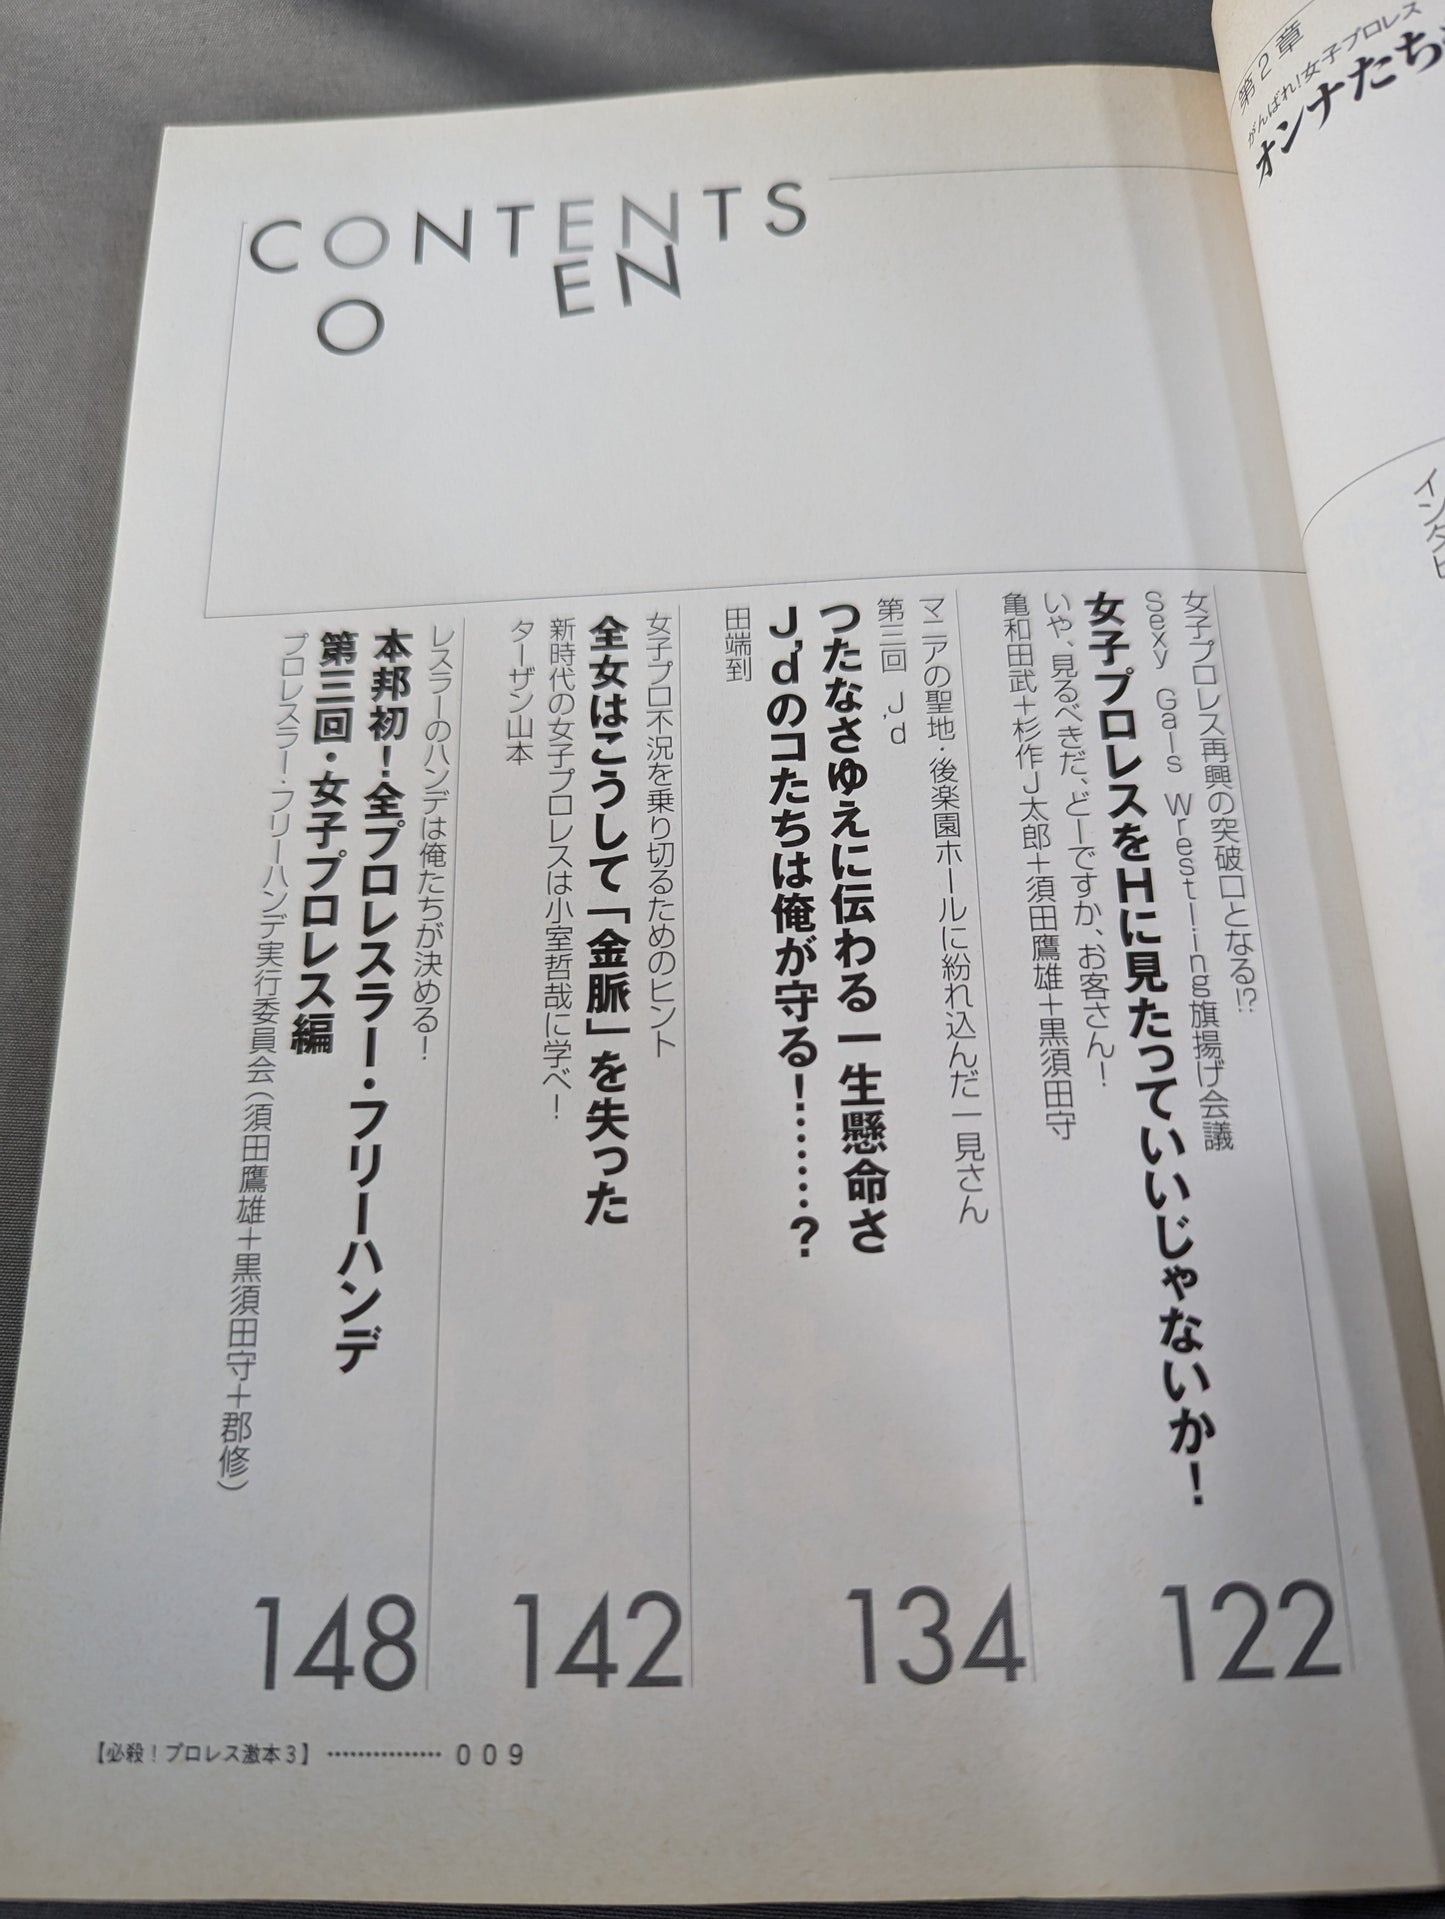 CONTENTS
O EN
第2章
がんばれ!女子プロレス
オンナたち
インタビ
女子プロレス再興の突破口となる!?
Sexy Gals Wrestling旗揚げ会議
女子プロレスをHに見たっていいじゃないか!
いや、見るべきだ、どーですか、お客さん!
亀和田武+杉作J太郎+須田鷹雄+黒須田守
122
マニアの聖地・後楽園ホールに紛れ込んだ一見さん
第三回 J'd
つたなさゆえに伝わる一生懸命さ
J'dのコたちは俺が守る!……?
田端到
134
女子プロ不況を乗り切るためのヒント
全女はこうして「金脈」を失った
新時代の女子プロレスは小室哲哉に学べ!
ターザン山本
142
レスラーのハンデは俺たちが決める!
本邦初!全プロレスラー・フリーハンデ
第三回・女子プロレス編
プロレスラー・フリーハンデ実行委員会(須田鷹雄+黒須田守+郡修)
148
【必殺!プロレス激本3】 ……………… 009